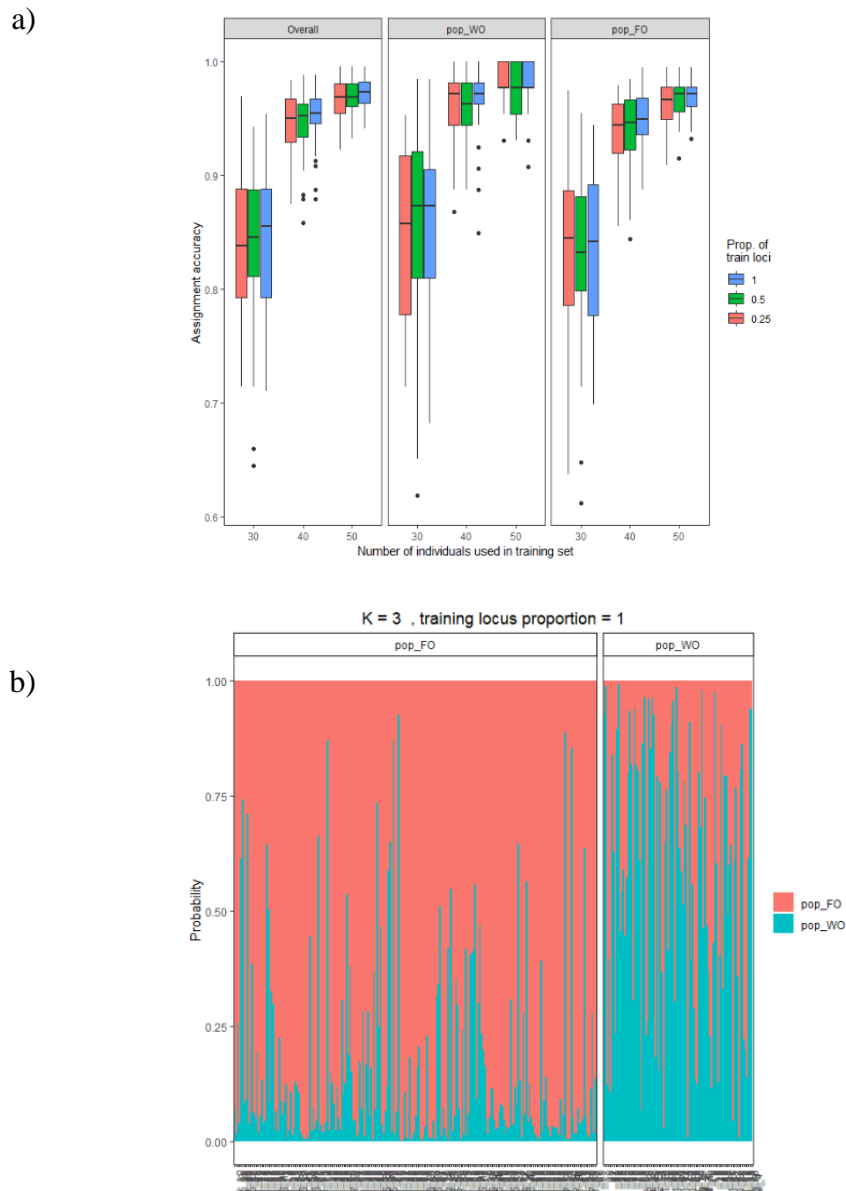 a)
Overall
pop_WO
pop_FO
1.0
0.9
0.8
0.7
0.6
Assignment accuracy
30
40
50
30
40
50
30
40
50
Number of individuals used in training set
Prop. of
train loci
1
0.5
0.25
b)
K = 3 , training locus proportion = 1
pop_FO
pop_WO
1.00
0.75
0.50
0.25
0.00
Probability
pop_FO
pop_WO